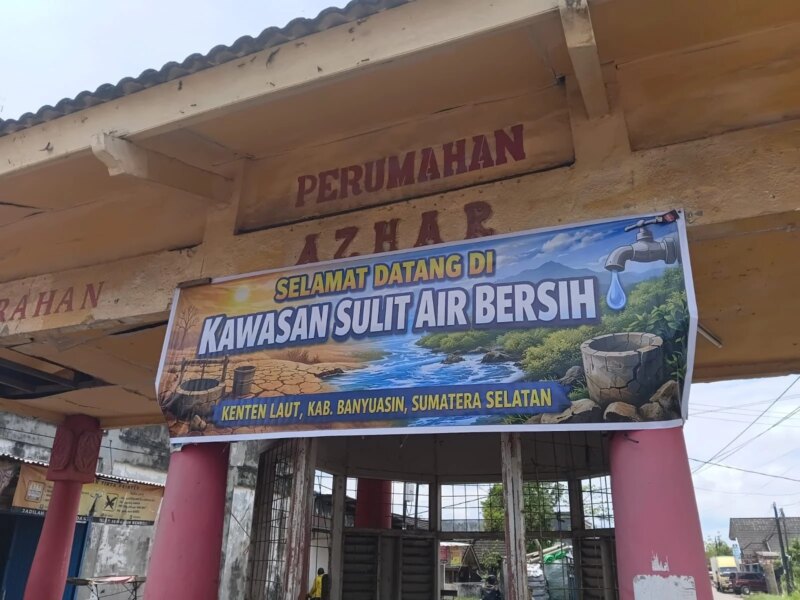 PERUMAHAN
AZHAR
RAHAN
SELAMAT DATANG DI
KAWASAN SULIT AIR BERSIH
KENTEN LAUT, KAB. BANYUASIN, SUMATERA SELATAN